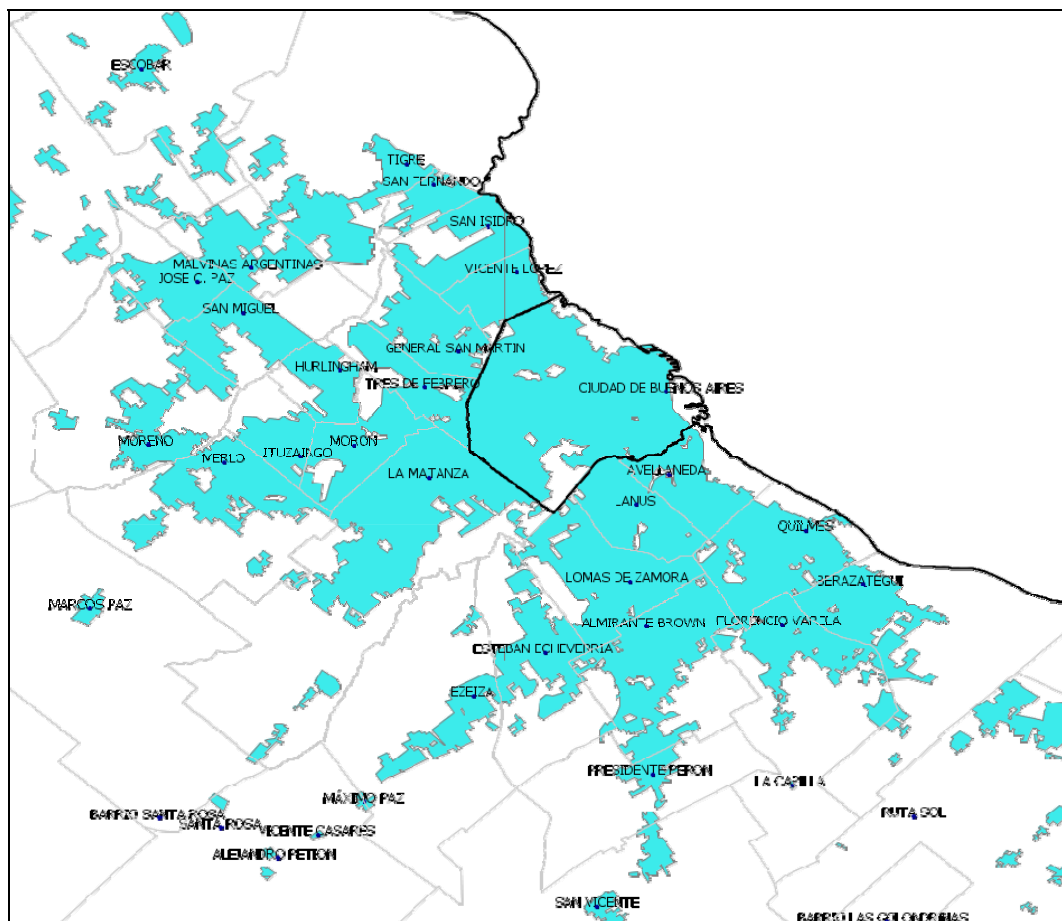 ESCOBAR
TIGRE
SAN FERNANDO
SAN ISIDRO
MALVINAS ARGENTINAS
VICENTE LOPEZ
JOSE C. PAZ
SAN MIGUEL
GENERAL SAN MARTIN
HURLINGHAM
TRES DE FEBRERO
CIUDAD DE BUENOS AIRES
MORENO
MORON
ITUZAINGO
MERLO
LA MATANZA
AVELLANEDA
LANUS
QUILMES
LOMAS DE ZAMORA
BERAZATEGUI
MARCOS PAZ
ALMIRANTE BROWN
FLORENCIO VARELA
ESTEBAN ECHEVERRIA
EZEIZA
PRESIDENTE PERON
LA CAPILLA
MÁXIMO PAZ
BARRIO SANTA ROSA
RUTA SOL
SANTA ROSA
VICENTE CASARES
ALEJANDRO PETION
SAN VICENTE
BARRIO LAS GOLONDRINAS